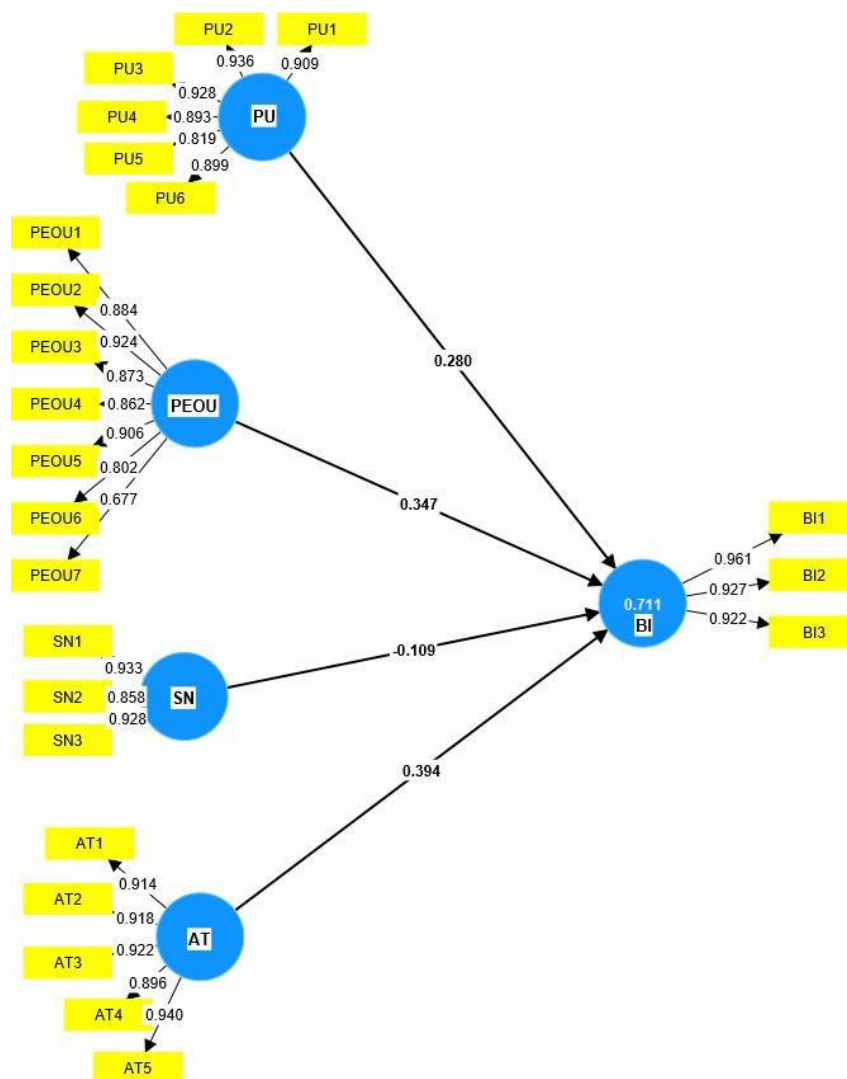 PU2
PU1
0.936
0.909
PU3
0.928
PU4
0.893
PU
PU5
0.819
0.899
PU6
PEOU1
PEOU2
0.884
0.924
PEOU3
0.873
PEOU4
0.862
PEOU
PEOU5
0.906
0.802
PEOU6
0.677
PEOU7
0.280
0.347
BI1
0.961
BI2
0.927
0.922
BI3
0.711
BI
SN1
0.933
SN2
0.858
SN
SN3
0.928
-0.109
0.394
AT1
0.914
AT2
0.918
AT
AT3
0.922
0.896
AT4
0.940
AT5